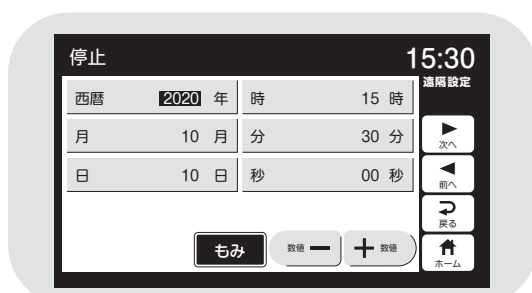 停止 15:30
遠隔設定
西暦 2020 年 時 15 時
月 10 月 分 30 分
日 10 日 秒 00 秒
次へ
前へ
戻る
ホーム
もみ 数値 ー ＋ 数値